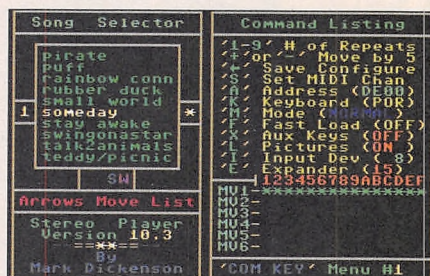 Song Selector
pirate
puff
rainbow conn
rubber duck
small world
1 someday *
stay awake
swingonastar
talk2animals
teddy/picnic
SW
Arrows Move List
Stereo Player
Version 10.3
==**==
By
Mark Dickenson
Command Listing
'1-9' # of Repeats
'+'or'-' Move by 5
'←' Save Configure
'S' Set MIDI Chan
'A' Address (DE00)
'K' Keyboard (POR)
'M' Mode (NORMAL)
'F' Fast Load (OFF)
'X' Aux Keys (OFF)
'L' Pictures (ON )
'I' Input Dev ( 8)
'E' Expander (15)
123456789ABCDEF
MV1-***************
MV2-
MV3-
MV4-
MV5-
MV6-
'COM KEY' Menu #1